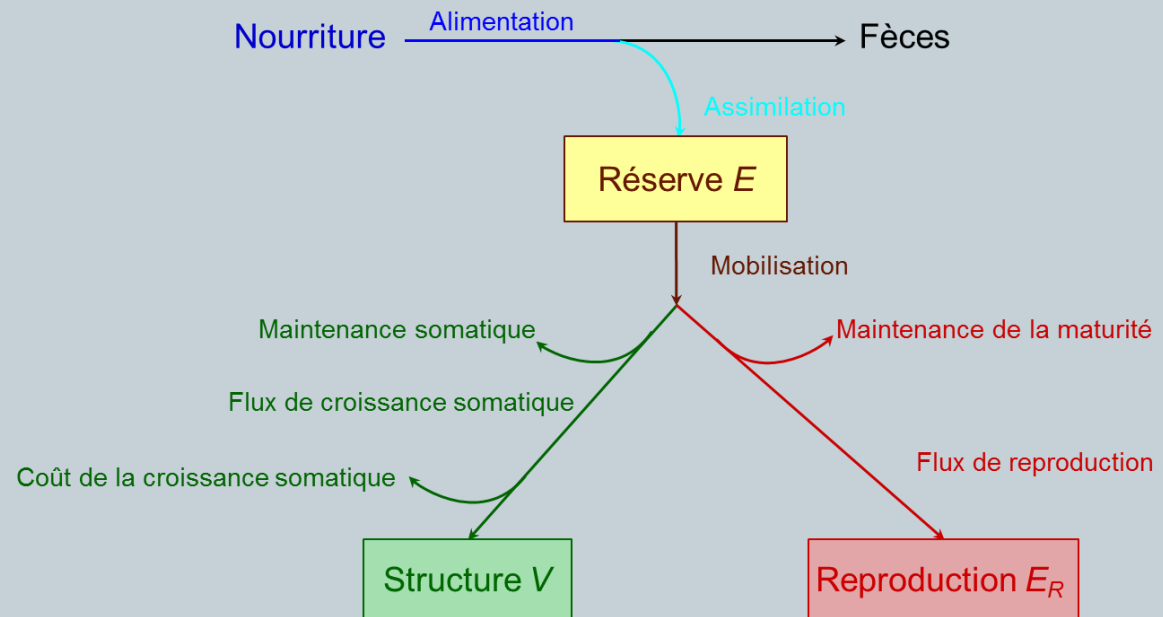 Alimentation
Nourriture
Fèces
Assimilation
Réserve E
Mobilisation
Maintenance somatique
Maintenance de la maturité
Flux de croissance somatique
Flux de reproduction
Coût de la croissance somatique
Structure V
Reproduction E_R